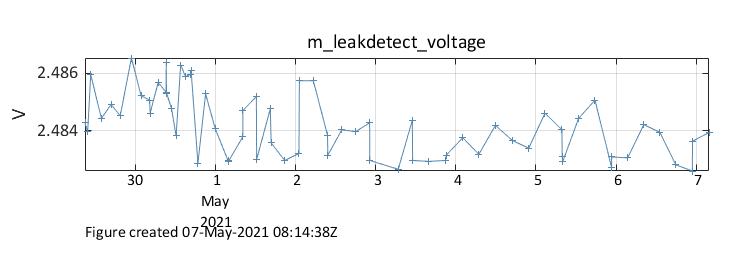 m_leakdetect_voltage
2.486
2.484
V
30 1 2 3 4 5 6 7
May
2021
Figure created 07-May-2021 08:14:38Z